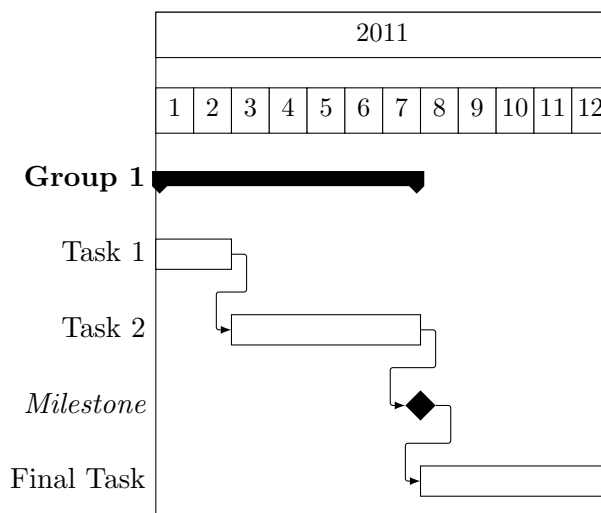 2011
1 2 3 4 5 6 7 8 9 10 11 12
Group 1
Task 1
Task 2
Milestone
Final Task